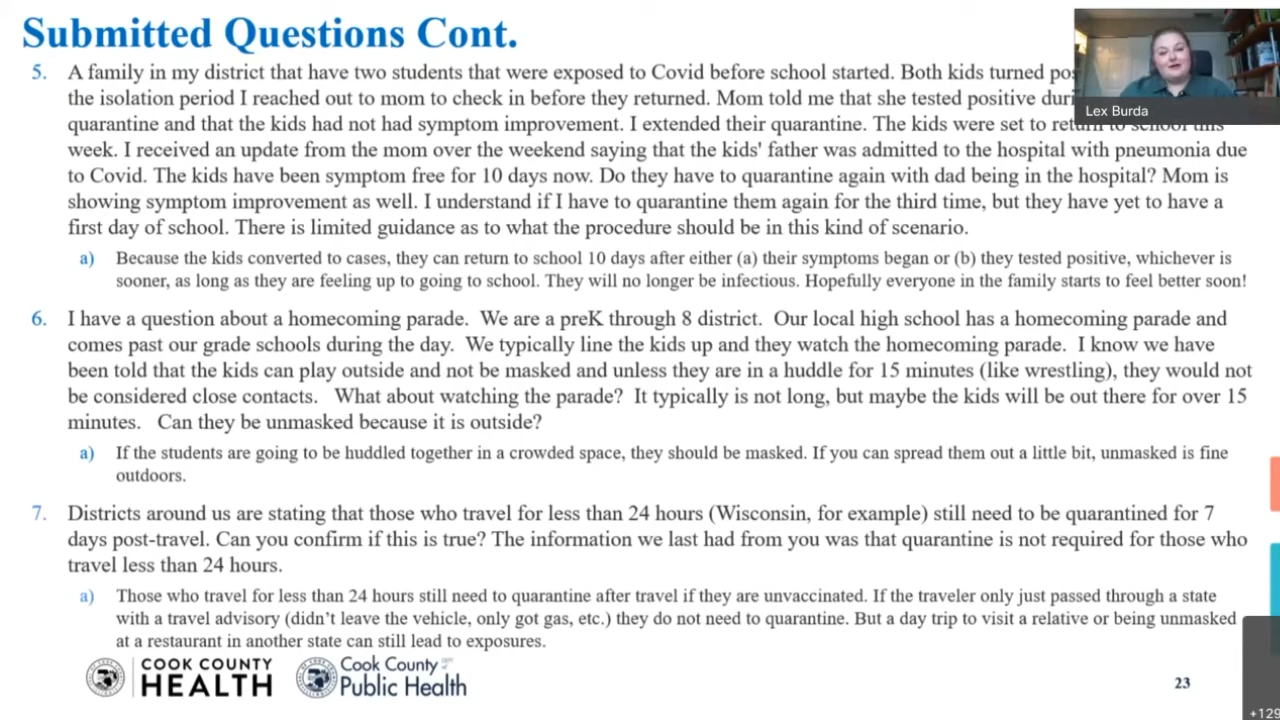 Submitted Questions Cont.
5. A family in my district that have two students that were exposed to Covid before school started. Both kids turned
the isolation period I reached out to mom to check in before they returned. Mom told me that she tested positive
Lex Burda
quarantine and that the kids had not had symptom improvement. I extended their quarantine. The kids were set to return to school this
week. I received an update from the mom over the weekend saying that the kids' father was admitted to the hospital with pneumonia due
to Covid. The kids have been symptom free for 10 days now. Do they have to quarantine again with dad being in the hospital? Mom is
showing symptom improvement as well. I understand if I have to quarantine them again for the third time, but they have yet to have a
first day of school. There is limited guidance as to what the procedure should be in this kind of scenario.
a) Because the kids converted to cases, they can return to school 10 days after either (a) their symptoms began or (b) they tested positive, whichever is
sooner, as long as they are feeling up to going to school. They will no longer be infectious. Hopefully everyone in the family starts to feel better soon!
6. I have a question about a homecoming parade. We are a preK through 8 district. Our local high school has a homecoming parade and
comes past our grade schools during the day. We typically line the kids up and they watch the homecoming parade. I know we have
been told that the kids can play outside and not be masked and unless they are in a huddle for 15 minutes (like wrestling), they would not
be considered close contacts. What about watching the parade? It typically is not long, but maybe the kids will be out there for over 15
minutes. Can they be unmasked because it is outside?
a) If the students are going to be huddled together in a crowded space, they should be masked. If you can spread them out a little bit, unmasked is fine
outdoors.
7. Districts around us are stating that those who travel for less than 24 hours (Wisconsin, for example) still need to be quarantined for 7
days post-travel. Can you confirm if this is true? The information we last had from you was that quarantine is not required for those who
travel less than 24 hours.
a) Those who travel for less than 24 hours still need to quarantine after travel if they are unvaccinated. If the traveler only just passed through a state
with a travel advisory (didn't leave the vehicle, only got gas, etc.) they do not need to quarantine. But a day trip to visit a relative or being unmasked
at a restaurant in another state can still lead to exposures.
COOK COUNTY
HEALTH
Cook County
Public Health
23
+129